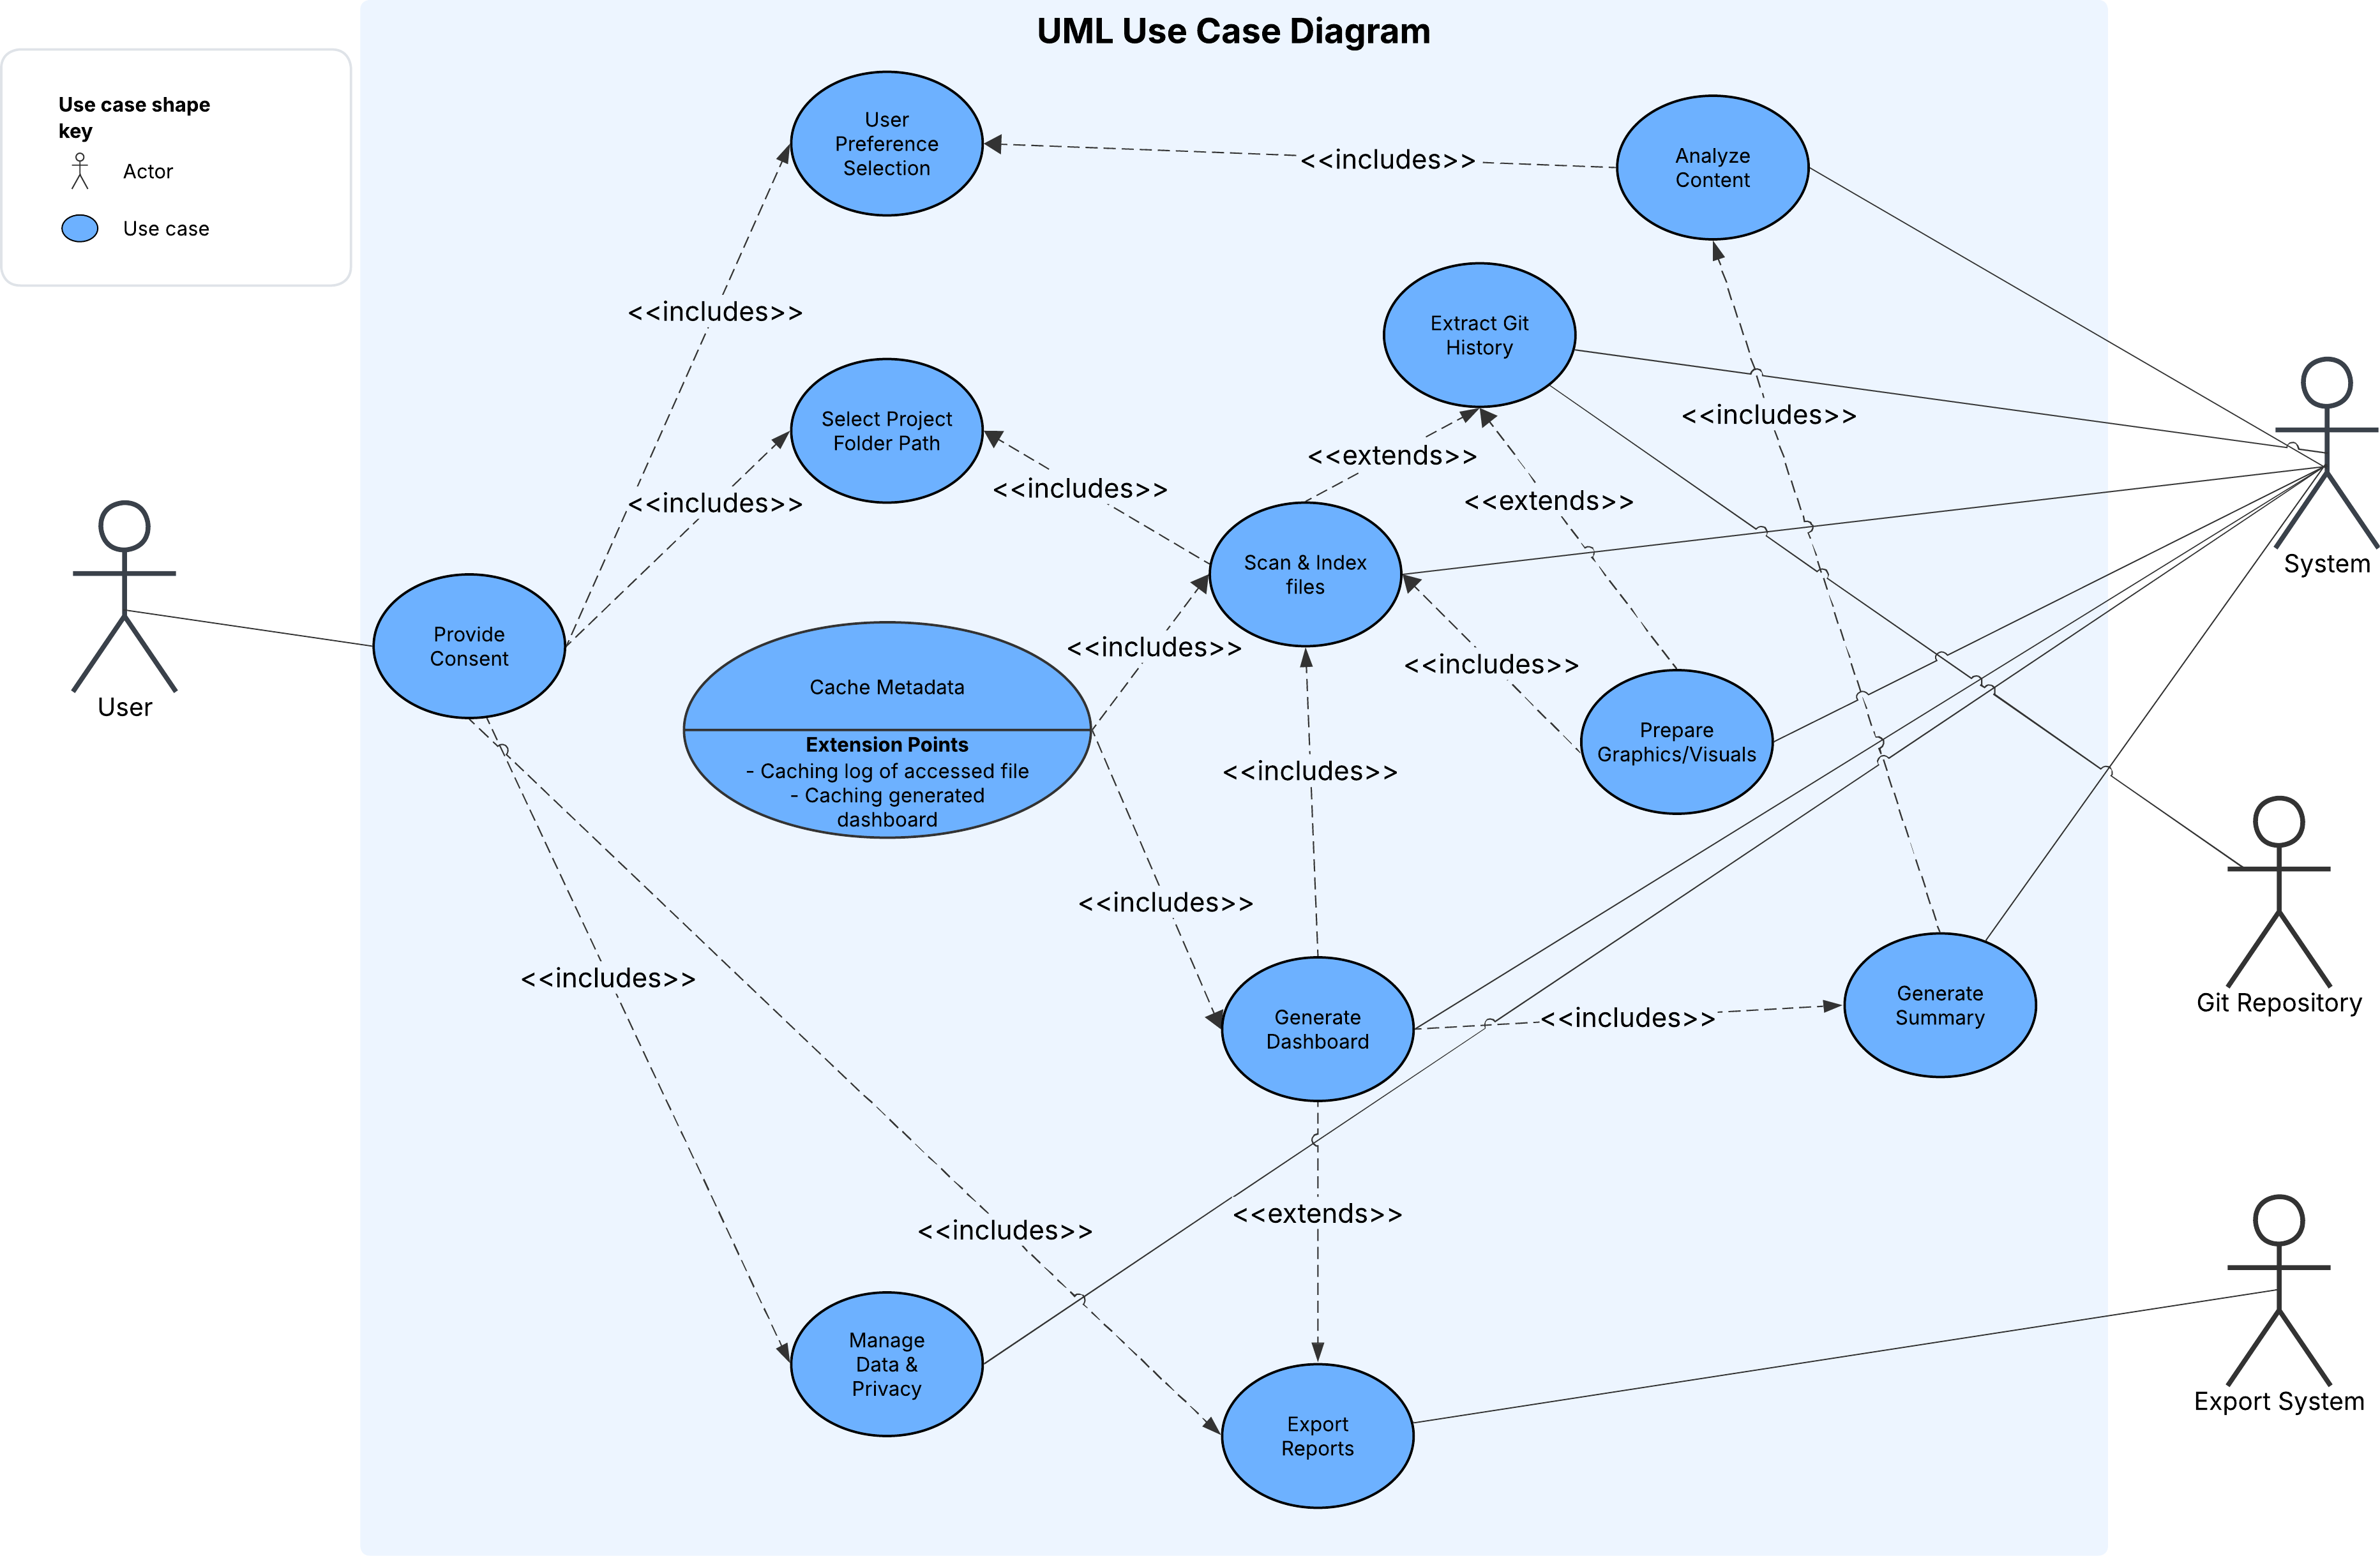 UML Use Case Diagram
Use case shape
key
Actor
Use case
User
Preference
Selection
<<includes>>
Analyze
Content
<<includes>>
Extract Git
History
<<includes>>
Select Project
Folder Path
<<extends>>
<<includes>>
<<includes>>
<<extends>>
Scan & Index
files
System
Provide
Consent
User
<<includes>>
<<includes>>
Cache Metadata
Extension Points
- Caching log of accessed file
- Caching generated
dashboard
<<includes>>
Prepare
Graphics/Visuals
<<includes>>
<<includes>>
Generate
Dashboard
<<includes>>
Generate
Summary
Git Repository
<<extends>>
<<includes>>
Manage
Data &
Privacy
Export
Reports
Export System